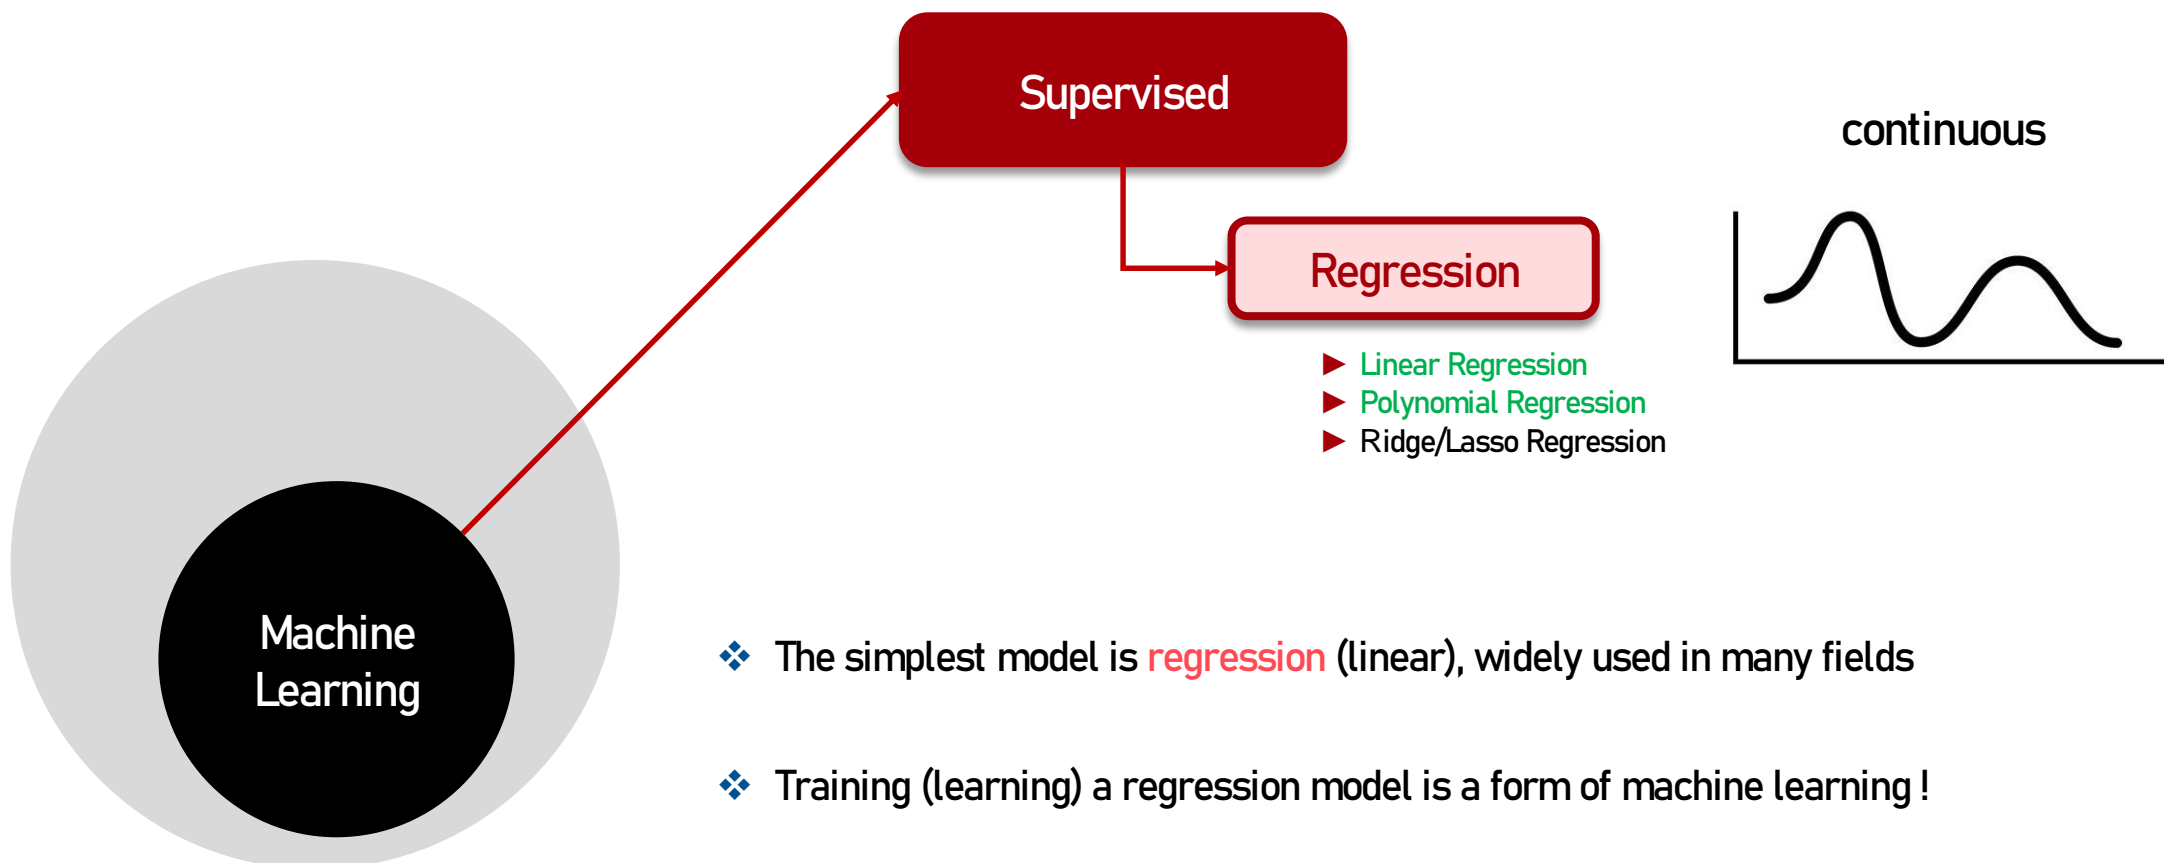 Supervised
continuous
Regression
► Linear Regression
► Polynomial Regression
► Ridge/Lasso Regression
Machine
Learning
❖ The simplest model is regression (linear), widely used in many fields
❖ Training (learning) a regression model is a form of machine learning !